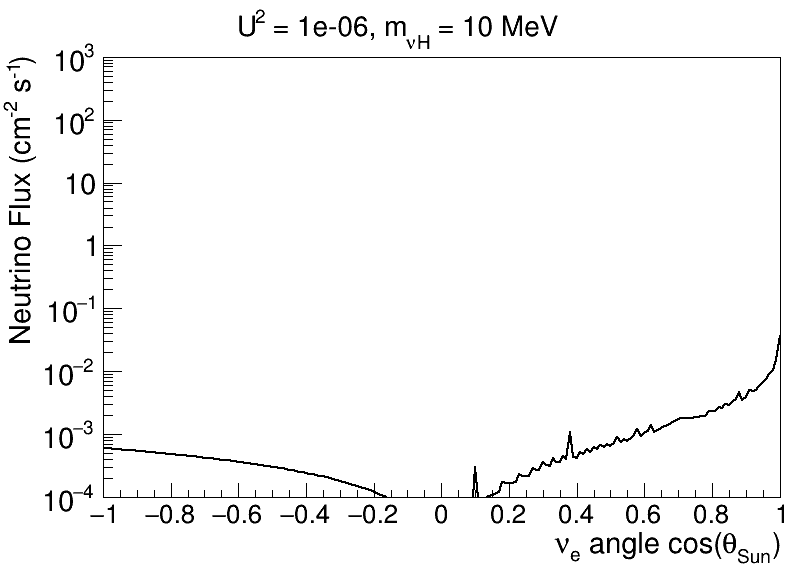 U² = 1e-06, m_νH = 10 MeV
Neutrino Flux (cm⁻² s⁻¹)
10³
10²
10
1
10⁻¹
10⁻²
10⁻³
10⁻⁴
−1 −0.8 −0.6 −0.4 −0.2 0 0.2 0.4 0.6 0.8 1
ν_e angle cos(θ_Sun)